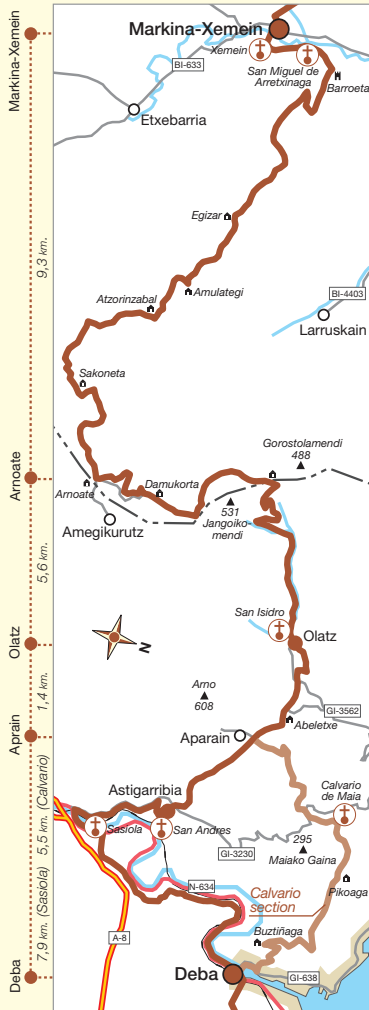 Markina-Xemein
9,3 km.
Arnoate
5,6 km.
Olatz
1,4 km.
Aprain
5,5 km. (Calvario)
7,9 km. (Sasiola)
Deba
Markina-Xemein
Xemein
San Miguel de
Arretxinaga
BI-633
Barroeta
Etxebarria
Egizar
BI-4403
Amulategi
Atzorinzabal
Larruskain
Sakoneta
Gorostolamendi
488
Damukorta
Arnoate
531
Jangoiko
mendi
Amegikurutz
San Isidro
Olatz
N
Arno
608
GI-3562
Abeletxe
Aparain
Calvario
de Maia
Astigarribia
Sasiola
San Andres
GI-3230
295
Maiako Gaina
Pikoaga
N-634
Calvario
section
A-8
Buztiñaga
Deba
GI-638